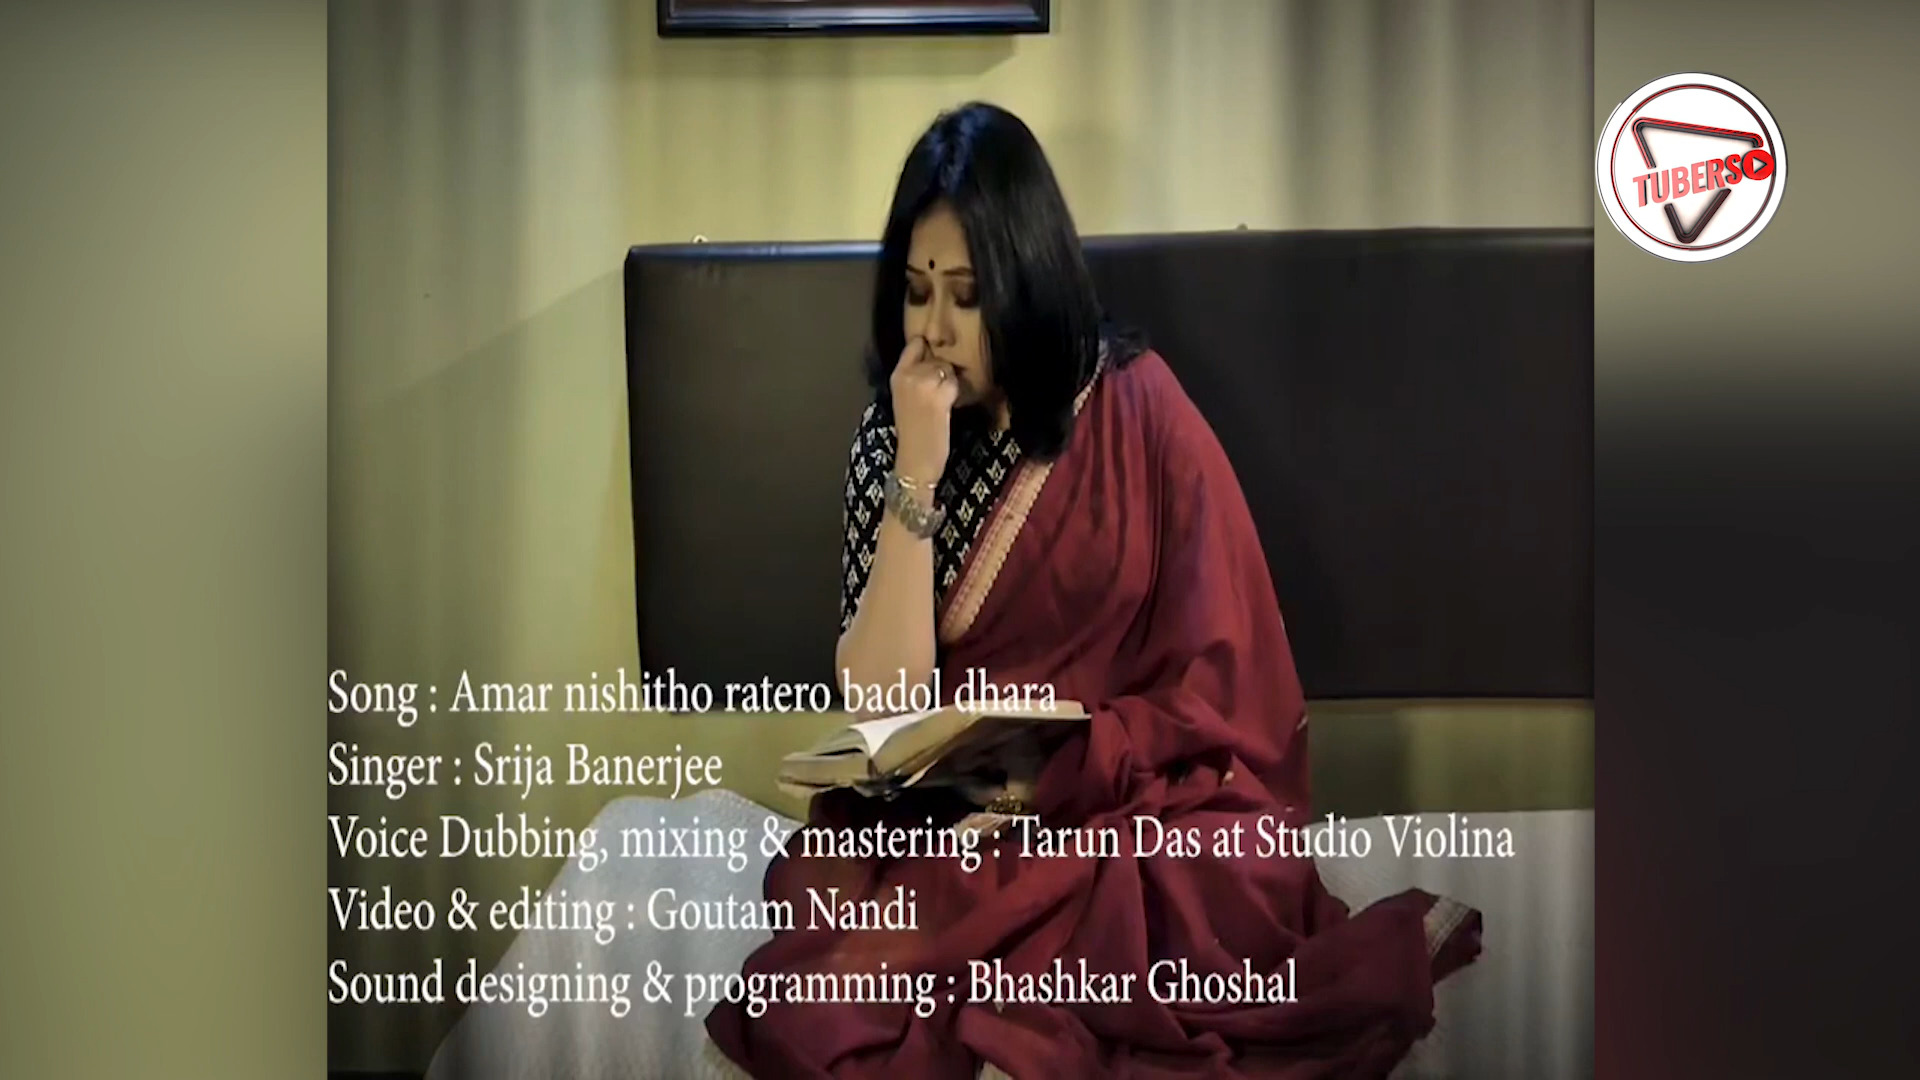 TUBERS
Song : Amar nishitho ratero badol dhara
Singer : Srija Banerjee
Voice Dubbing, mixing & mastering : Tarun Das at Studio Violina
Video & editing : Goutam Nandi
Sound designing & programming : Bhashkar Ghoshal